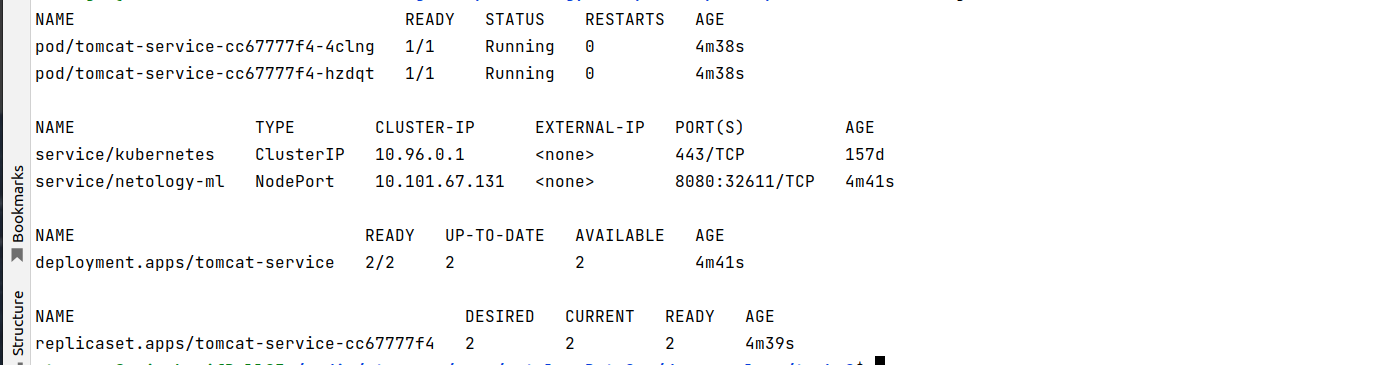 NAME READY STATUS RESTARTS AGE
pod/tomcat-service-cc67777f4-4clng 1/1 Running 0 4m38s
pod/tomcat-service-cc67777f4-hzdqt 1/1 Running 0 4m38s
NAME TYPE CLUSTER-IP EXTERNAL-IP PORT(S) AGE
service/kubernetes ClusterIP 10.96.0.1 <none> 443/TCP 157d
service/netology-ml NodePort 10.101.67.131 <none> 8080:32611/TCP 4m41s
NAME READY UP-TO-DATE AVAILABLE AGE
deployment.apps/tomcat-service 2/2 2 2 4m41s
NAME DESIRED CURRENT READY AGE
replicaset.apps/tomcat-service-cc67777f4 2 2 2 4m39s
Bookmarks
Structure